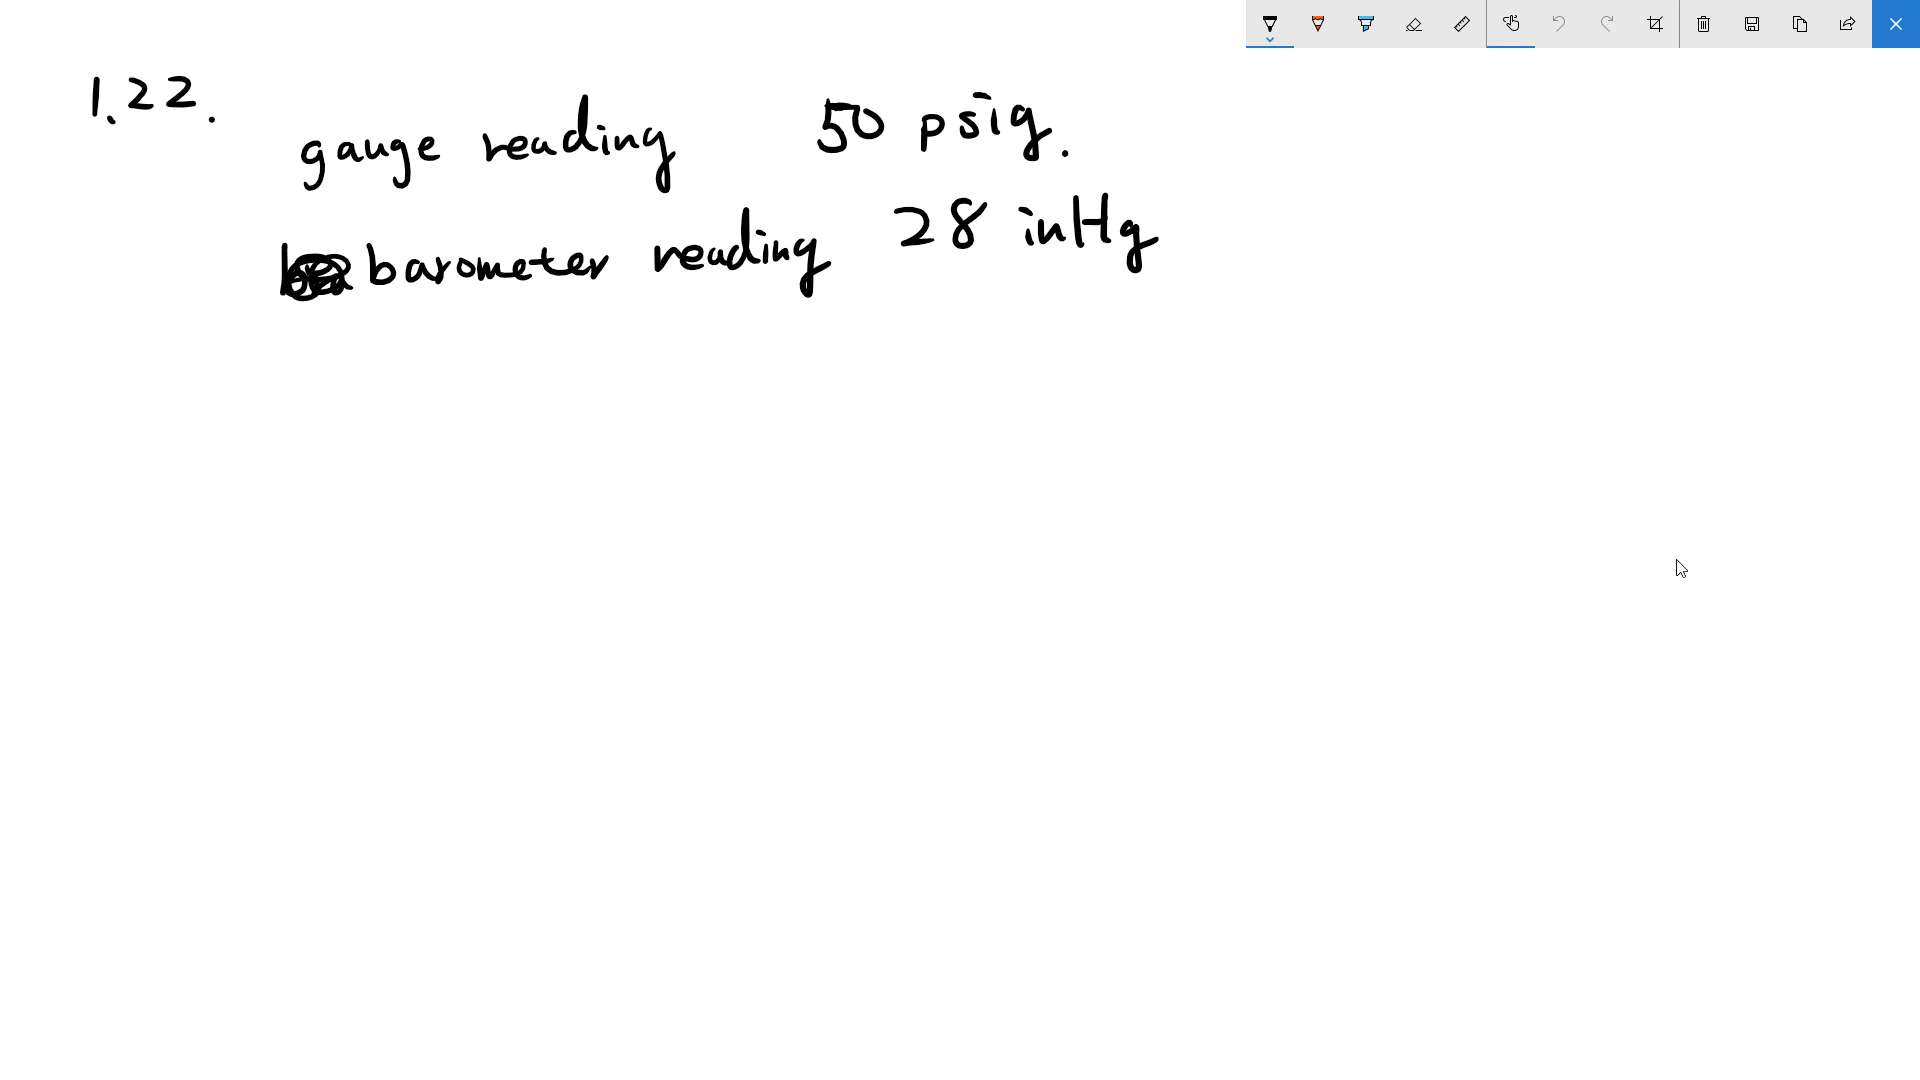 1.22.
gauge reading 50 psig.
barometer reading 28 inHg